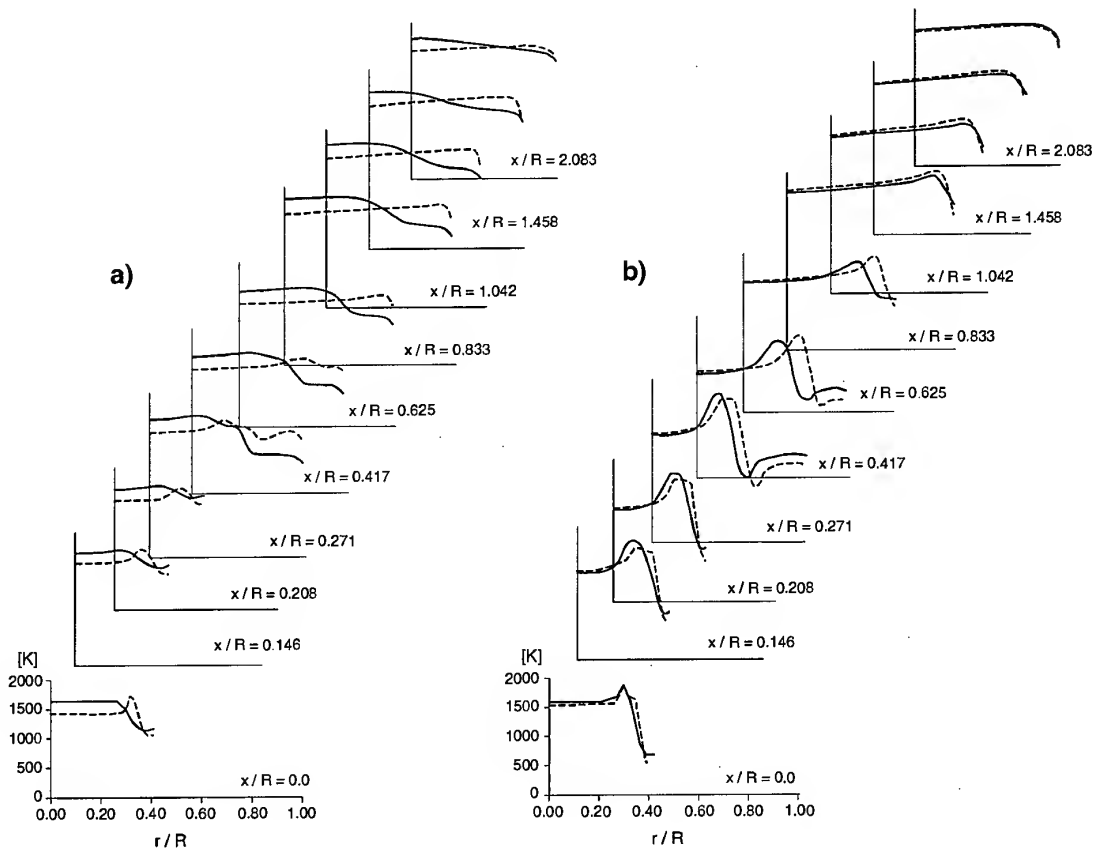 x / R = 2.083
x / R = 1.458
x / R = 1.042
x / R = 0.833
x / R = 0.625
x / R = 0.417
x / R = 0.271
x / R = 0.208
x / R = 0.146
a)
[K]
2000
1500
1000
500
0
x / R = 0.0
0.00 0.20 0.40 0.60 0.80 1.00
r / R
x / R = 2.083
x / R = 1.458
x / R = 1.042
x / R = 0.833
x / R = 0.625
x / R = 0.417
x / R = 0.271
x / R = 0.208
x / R = 0.146
b)
[K]
2000
1500
1000
500
0
x / R = 0.0
0.00 0.20 0.40 0.60 0.80 1.00
r / R